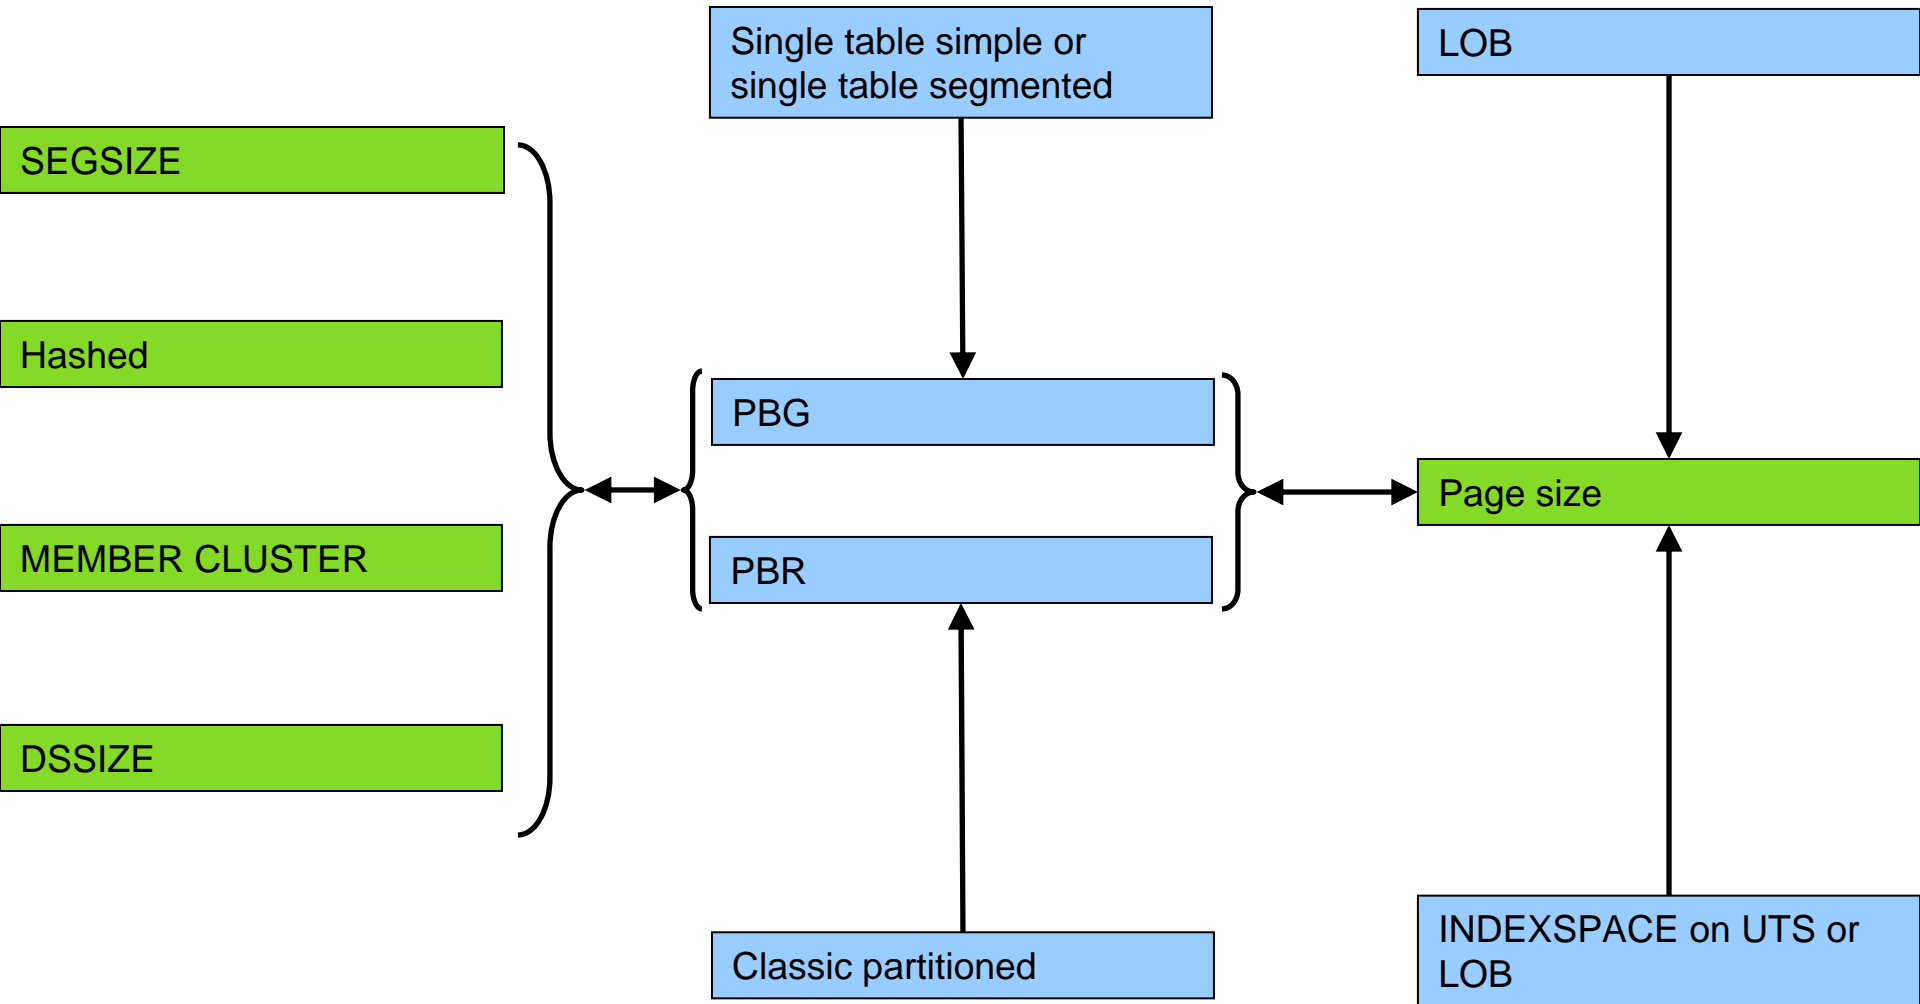 Single table simple or
single table segmented
LOB
SEGSIZE
Hashed
PBG
Page size
MEMBER CLUSTER
PBR
DSSIZE
Classic partitioned
INDEXSPACE on UTS or
LOB